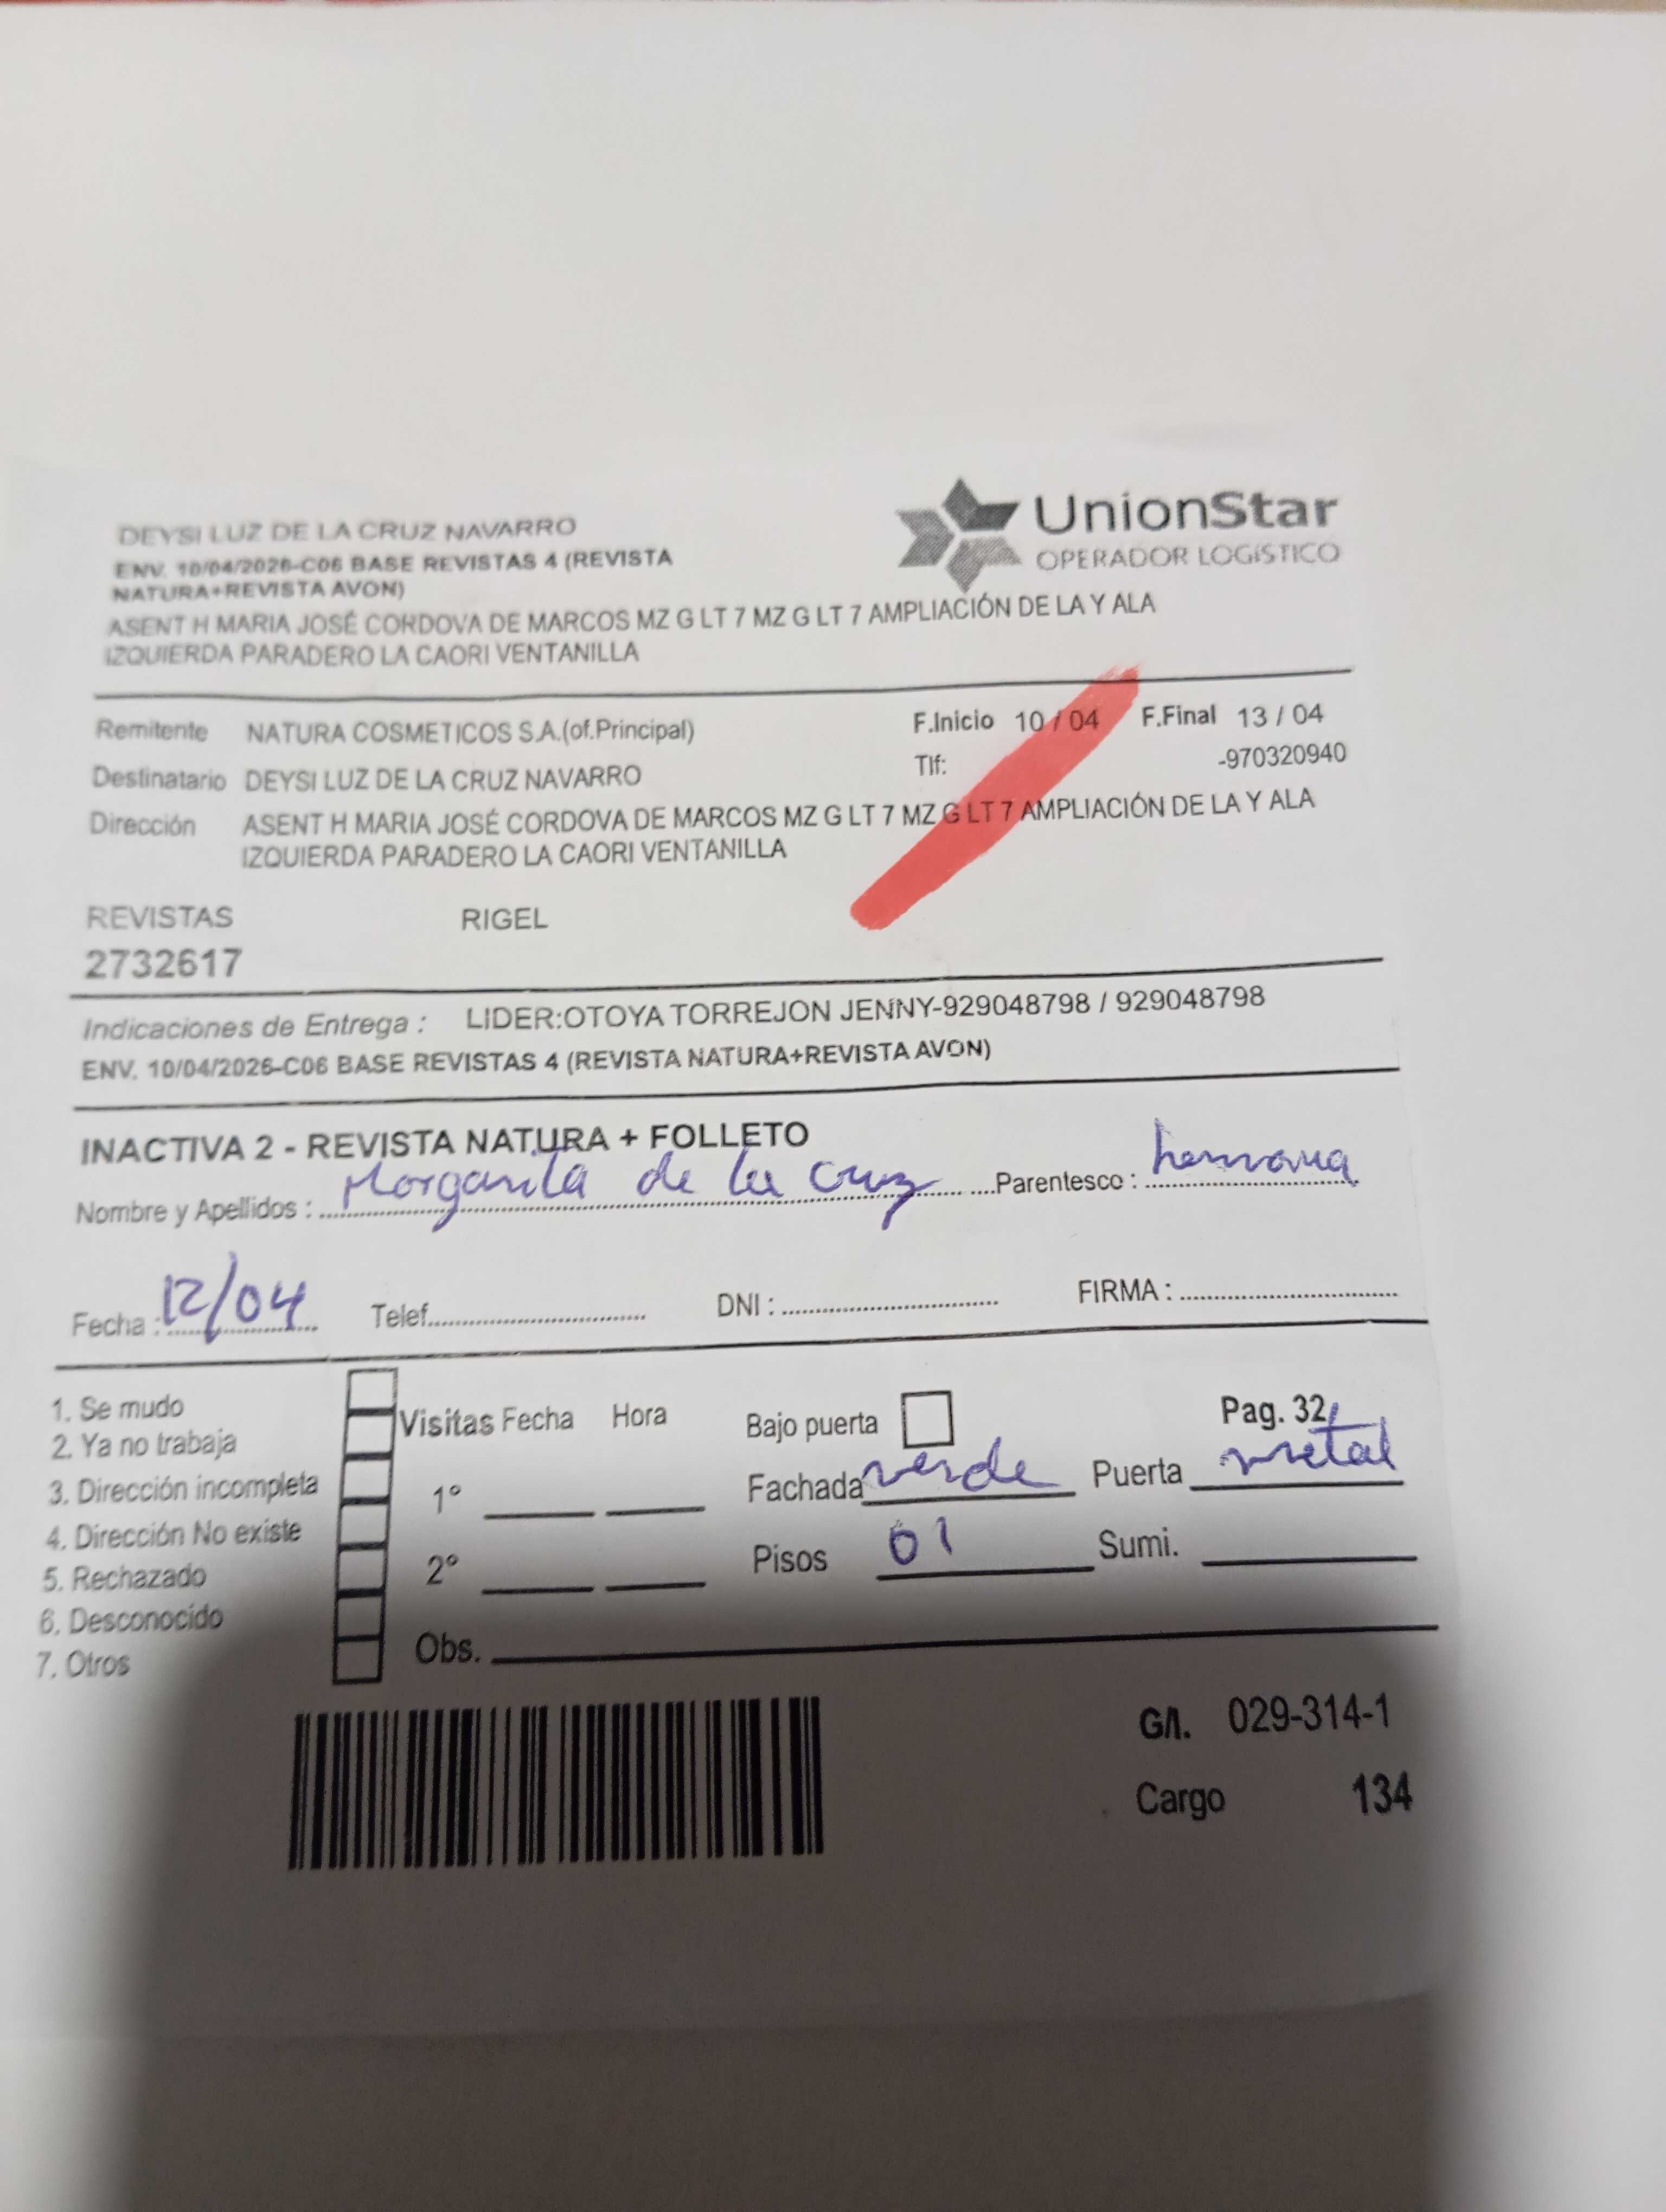 DEYSI LUZ DE LA CRUZ NAVARRO
ENV. 10/04/2026-C06 BASE REVISTAS 4 (REVISTA
NATURA+REVISTA AVON)
UnionStar
OPERADOR LOGÍSTICO
ASENT H MARIA JOSÉ CORDOVA DE MARCOS MZ G LT 7 MZ G LT 7 AMPLIACIÓN DE LA Y ALA
IZQUIERDA PARADERO LA CAORI VENTANILLA
Remitente NATURA COSMETICOS S.A.(of.Principal) F.Inicio 10 / 04 F.Final 13 / 04
Destinatario DEYSI LUZ DE LA CRUZ NAVARRO Tlf: -970320940
Dirección ASENT H MARIA JOSÉ CORDOVA DE MARCOS MZ G LT 7 MZ G LT 7 AMPLIACIÓN DE LA Y ALA
IZQUIERDA PARADERO LA CAORI VENTANILLA
REVISTAS RIGEL
2732617
Indicaciones de Entrega : LIDER:OTOYA TORREJON JENNY-929048798 / 929048798
ENV. 10/04/2026-C06 BASE REVISTAS 4 (REVISTA NATURA+REVISTA AVON)
INACTIVA 2 - REVISTA NATURA + FOLLETO
Nombre y Apellidos : Margarita de la Cruz Parentesco : hermana
Fecha : 12/04 Telef. DNI : FIRMA :
1. Se mudo
2. Ya no trabaja
3. Dirección incompleta
4. Dirección No existe
5. Rechazado
6. Desconocido
7. Otros
Visitas Fecha Hora
1°
2°
Bajo puerta Pag. 32
Fachada verde Puerta metal
Pisos 01 Sumi.
Obs.
G/I. 029-314-1
Cargo 134